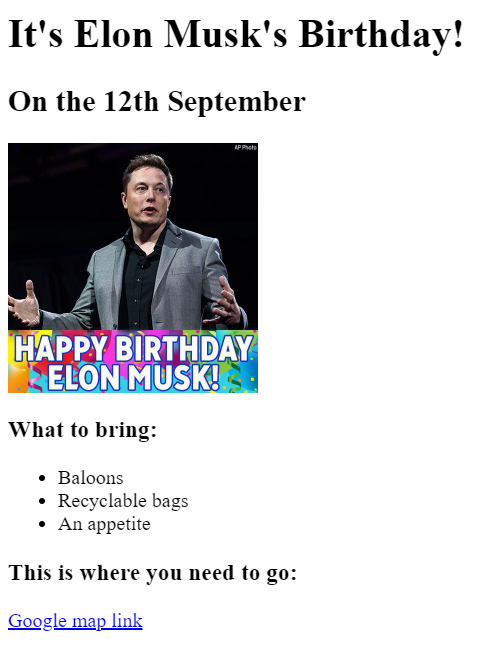 It's Elon Musk's Birthday!
On the 12th September
AP Photo
HAPPY BIRTHDAY
ELON MUSK!
What to bring:
Baloons
Recyclable bags
An appetite
This is where you need to go:
Google map link